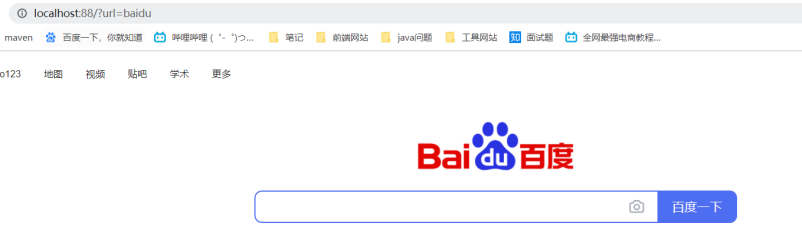 localhost:88/?url=baidu
maven 百度一下，你就知道 哔哩哔哩 (゜-゜)つ... 笔记 前端网站 java问题 工具网站 知 面试题 全网最强电商教程...
o123 地图 视频 贴吧 学术 更多
Bai du 百度
百度一下